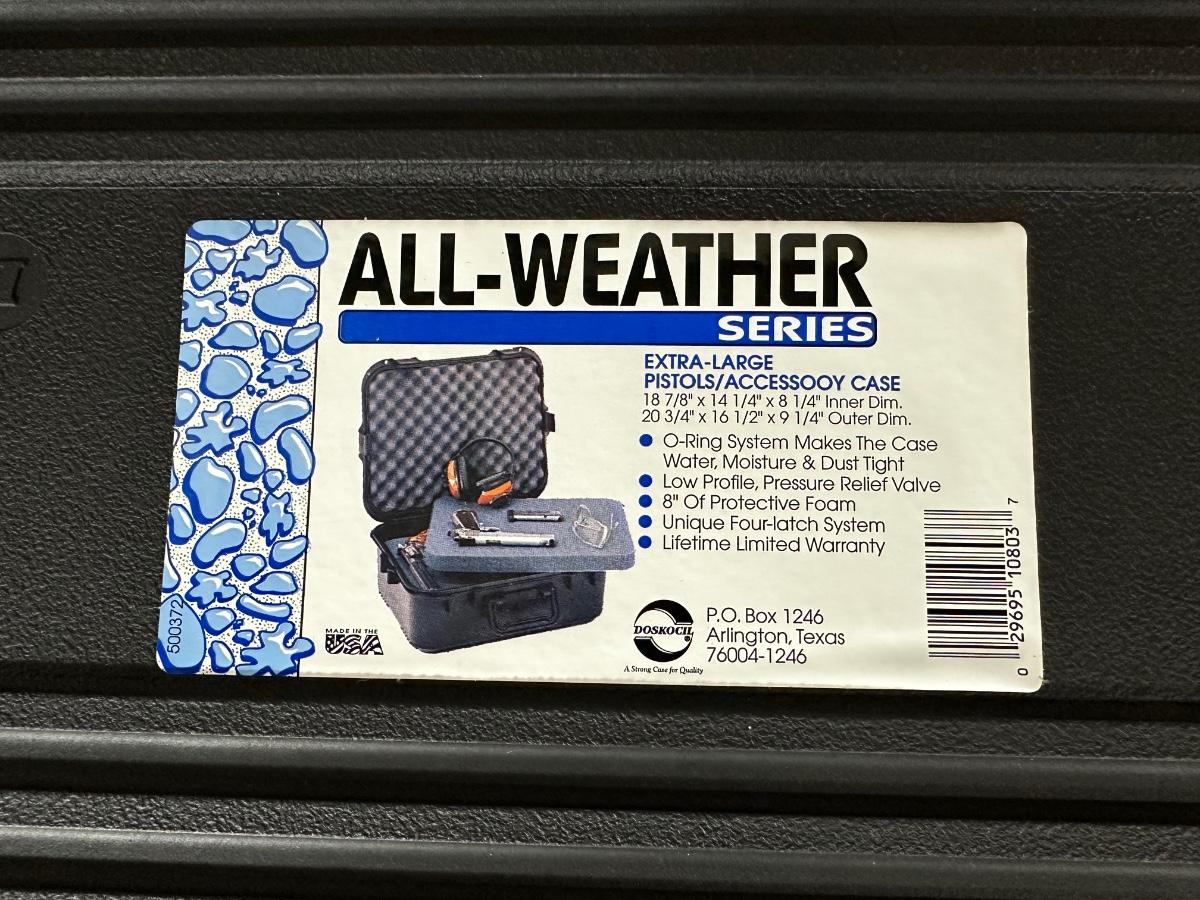 ALL-WEATHER
SERIES
EXTRA-LARGE
PISTOLS/ACCESSOOY CASE
18 7/8" x 14 1/4" x 8 1/4" Inner Dim.
20 3/4" x 16 1/2" x 9 1/4" Outer Dim.
● O-Ring System Makes The Case
Water, Moisture & Dust Tight
● Low Profile, Pressure Relief Valve
● 8" Of Protective Foam
● Unique Four-latch System
● Lifetime Limited Warranty
MADE IN THE
USA
DOSKOCIL
A Strong Case for Quality
P.O. Box 1246
Arlington, Texas
76004-1246
500372
0 29695 10803 7